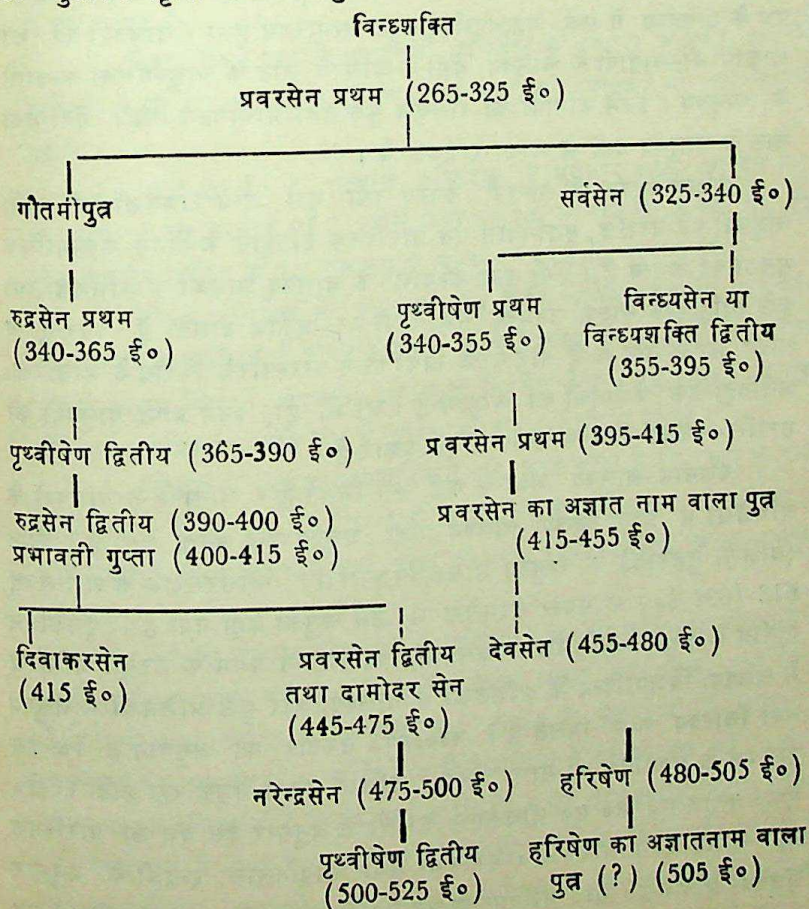 विन्ध्यशक्ति
प्रवरसेन प्रथम (265-325 ई०)
गौतमीपुत्र
सर्वसेन (325-340 ई०)
रुद्रसेन प्रथम
(340-365 ई०)
पृथ्वीषेण प्रथम
(340-355 ई०)
विन्ध्यसेन या
विन्ध्यशक्ति द्वितीय
(355-395 ई०)
पृथ्वीषेण द्वितीय (365-390 ई०)
प्रवरसेन प्रथम (395-415 ई०)
रुद्रसेन द्वितीय (390-400 ई०)
प्रभावती गुप्ता (400-415 ई०)
प्रवरसेन का अज्ञात नाम वाला पुत्र
(415-455 ई०)
दिवाकरसेन
(415 ई०)
प्रवरसेन द्वितीय
तथा दामोदर सेन
(445-475 ई०)
देवसेन (455-480 ई०)
नरेन्द्रसेन (475-500 ई०)
हरिषेण (480-505 ई०)
पृथ्वीषेण द्वितीय
(500-525 ई०)
हरिषेण का अज्ञातनाम वाला
पुत्र (?) (505 ई०)